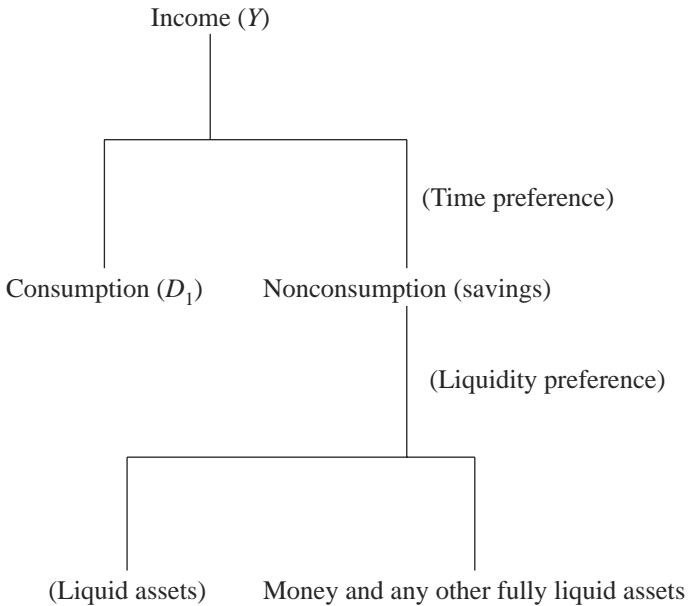 Income (Y)
(Time preference)
Consumption (D₁)
Nonconsumption (savings)
(Liquidity preference)
(Liquid assets)
Money and any other fully liquid assets